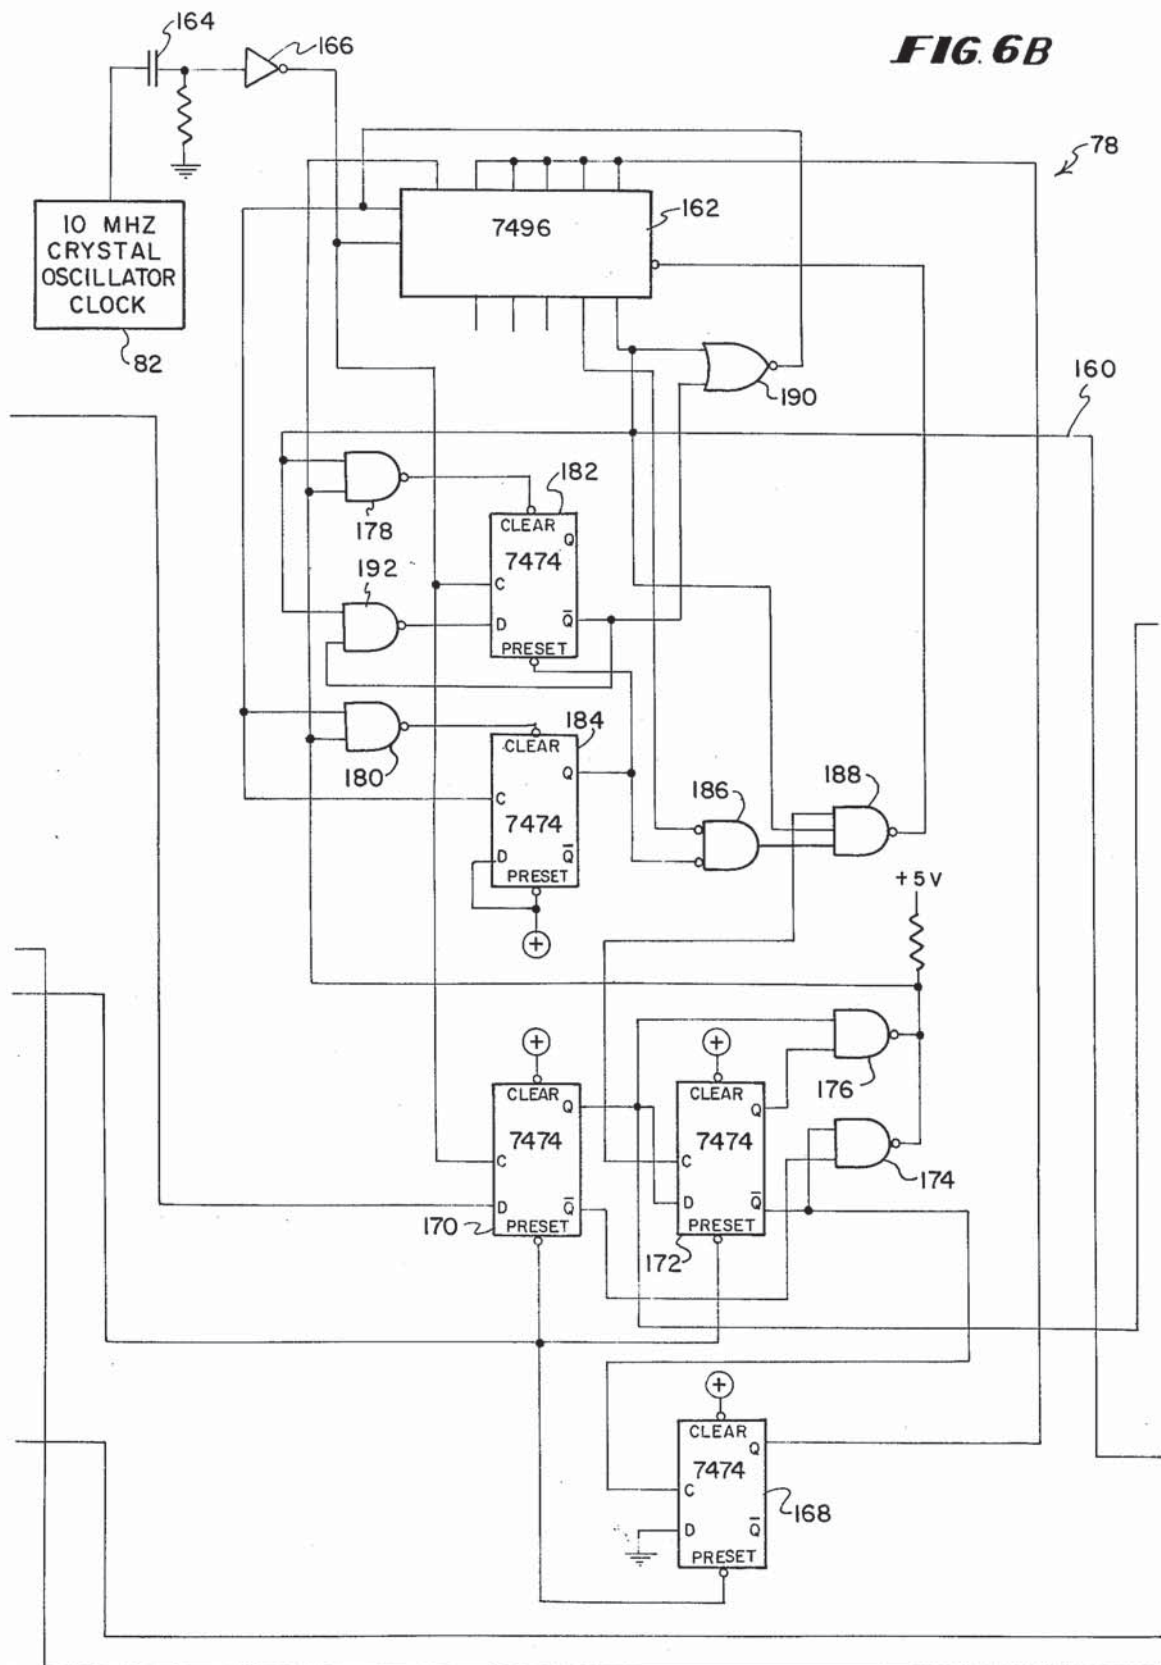 164
166
FIG. 6B
78
10 MHZ
CRYSTAL
OSCILLATOR
CLOCK
82
7496
162
190
160
178
182
CLEAR
Q
7474
C
D
Q̅
PRESET
192
180
184
CLEAR
Q
C
7474
D
Q̅
PRESET
186
188
+5V
+
+
CLEAR
Q
7474
C
D
Q̅
PRESET
170
+
CLEAR
Q
7474
C
D
Q̅
PRESET
172
176
174
+
CLEAR
Q
7474
C
D
Q̅
PRESET
168